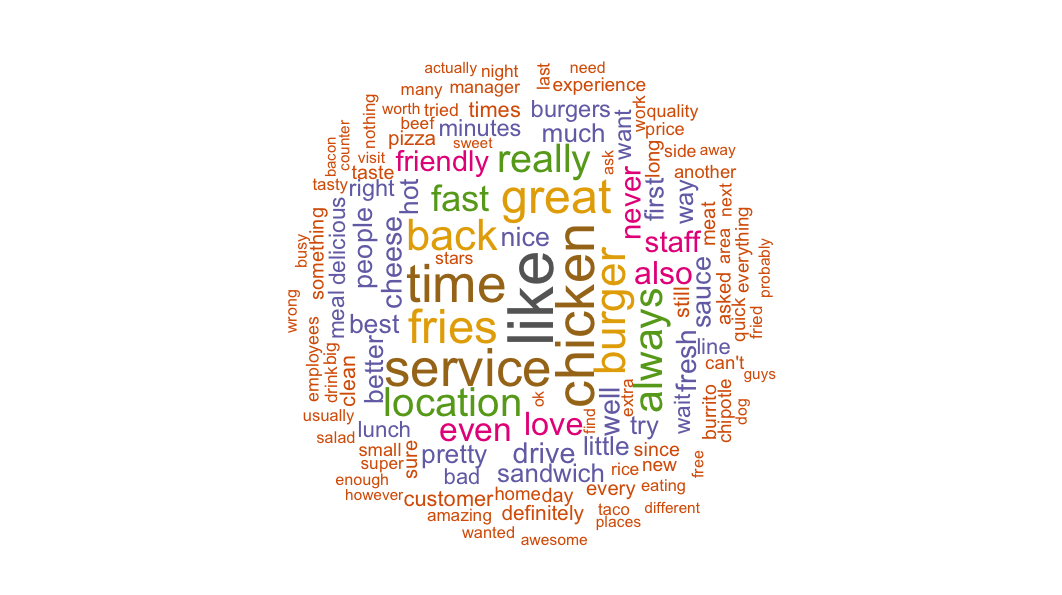 actually
night
last
need
many
manager
experience
nothing
worth
tried
times
burgers
want
work
quality
beef
minutes
much
price
counter
pizza
sweet
bacon
visit
taste
friendly
really
ask
long
side
away
tasty
right
hot
fast
great
never
first
way
another
next
meat
delicious
people
cheese
back
nice
staff
area
everything
something
busy
stars
like
chicken
burger
also
sauce
probably
time
still
asked
quick
fried
wrong
meal
best
fries
always
fresh
line
employees
drink
big
clean
better
service
can't
guys
location
ok
extra
well
wait
burrito
chipotle
dog
usually
salad
lunch
even
love
find
try
small
super
sure
pretty
drive
little
since
enough
bad
sandwich
rice
new
free
however
customer
home
day
every
eating
amazing
definitely
taco
different
places
wanted
awesome